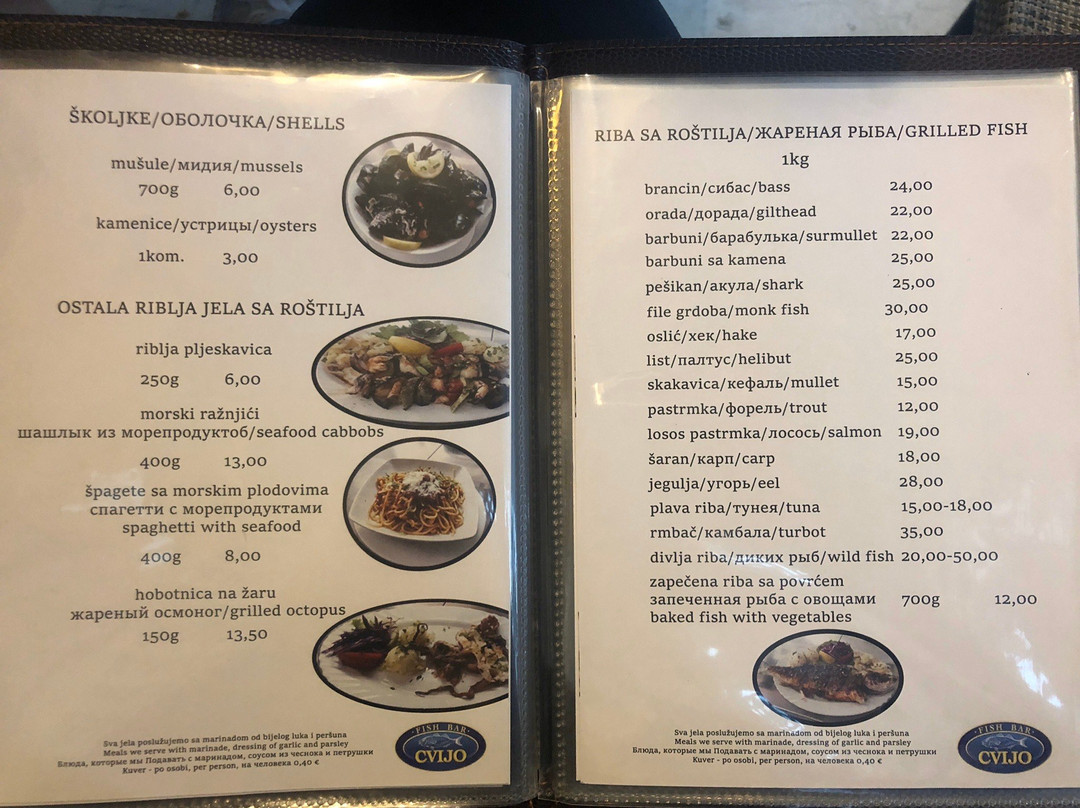 ŠKOLJKE/ОБОЛОЧКА/SHELLS
mušule/мидия/mussels
700g 6,00
kamenice/устрицы/oysters
1kom. 3,00
OSTALA RIBLJA JELA SA ROŠTILJA
riblja pljeskavica
250g 6,00
morski ražnjići
шашлык из морепродуктоб/seafood cabbobs
400g 13,00
špagete sa morskim plodovima
спагетти с морепродуктами
spaghetti with seafood
400g 8,00
hobotnica na žaru
жареный осмоног/grilled octopus
150g 13,50
Sva jela poslužujemo sa marinadom od bijelog luka i peršuna
Meals we serve with marinade, dressing of garlic and parsley
Блюда, которые мы Подавать с маринадом, соусом из чеснока и петрушки
Kuver - po osobi, per person, на человека 0,40 €
FISH BAR
CVIJO
RIBA SA ROŠTILJA/ЖАРЕНАЯ РЫБА/GRILLED FISH
1kg
brancin/сибас/bass 24,00
orada/дорада/gilthead 22,00
barbuni/барабулька/surmullet 22,00
barbuni sa kamena 25,00
pešikan/акула/shark 25,00
file grdoba/monk fish 30,00
oslić/хек/hake 17,00
list/палтус/helibut 25,00
skakavica/кефаль/mullet 15,00
pastrmka/форель/trout 12,00
losos pastrmka/лосось/salmon 19,00
šaran/карп/carp 18,00
jegulja/угорь/eel 28,00
plava riba/тунея/tuna 15,00-18,00
rmbač/камбала/turbot 35,00
divlja riba/диких рыб/wild fish 20,00-50,00
zapečena riba sa povrćem
запеченная рыба с овощами 700g 12,00
baked fish with vegetables
Sva jela poslužujemo sa marinadom od bijelog luka i peršuna
Meals we serve with marinade, dressing of garlic and parsley
Блюда, которые мы Подавать с маринадом, соусом из чеснока и петрушки
Kuver - po osobi, per person, на человека 0,40 €
FISH BAR
CVIJO